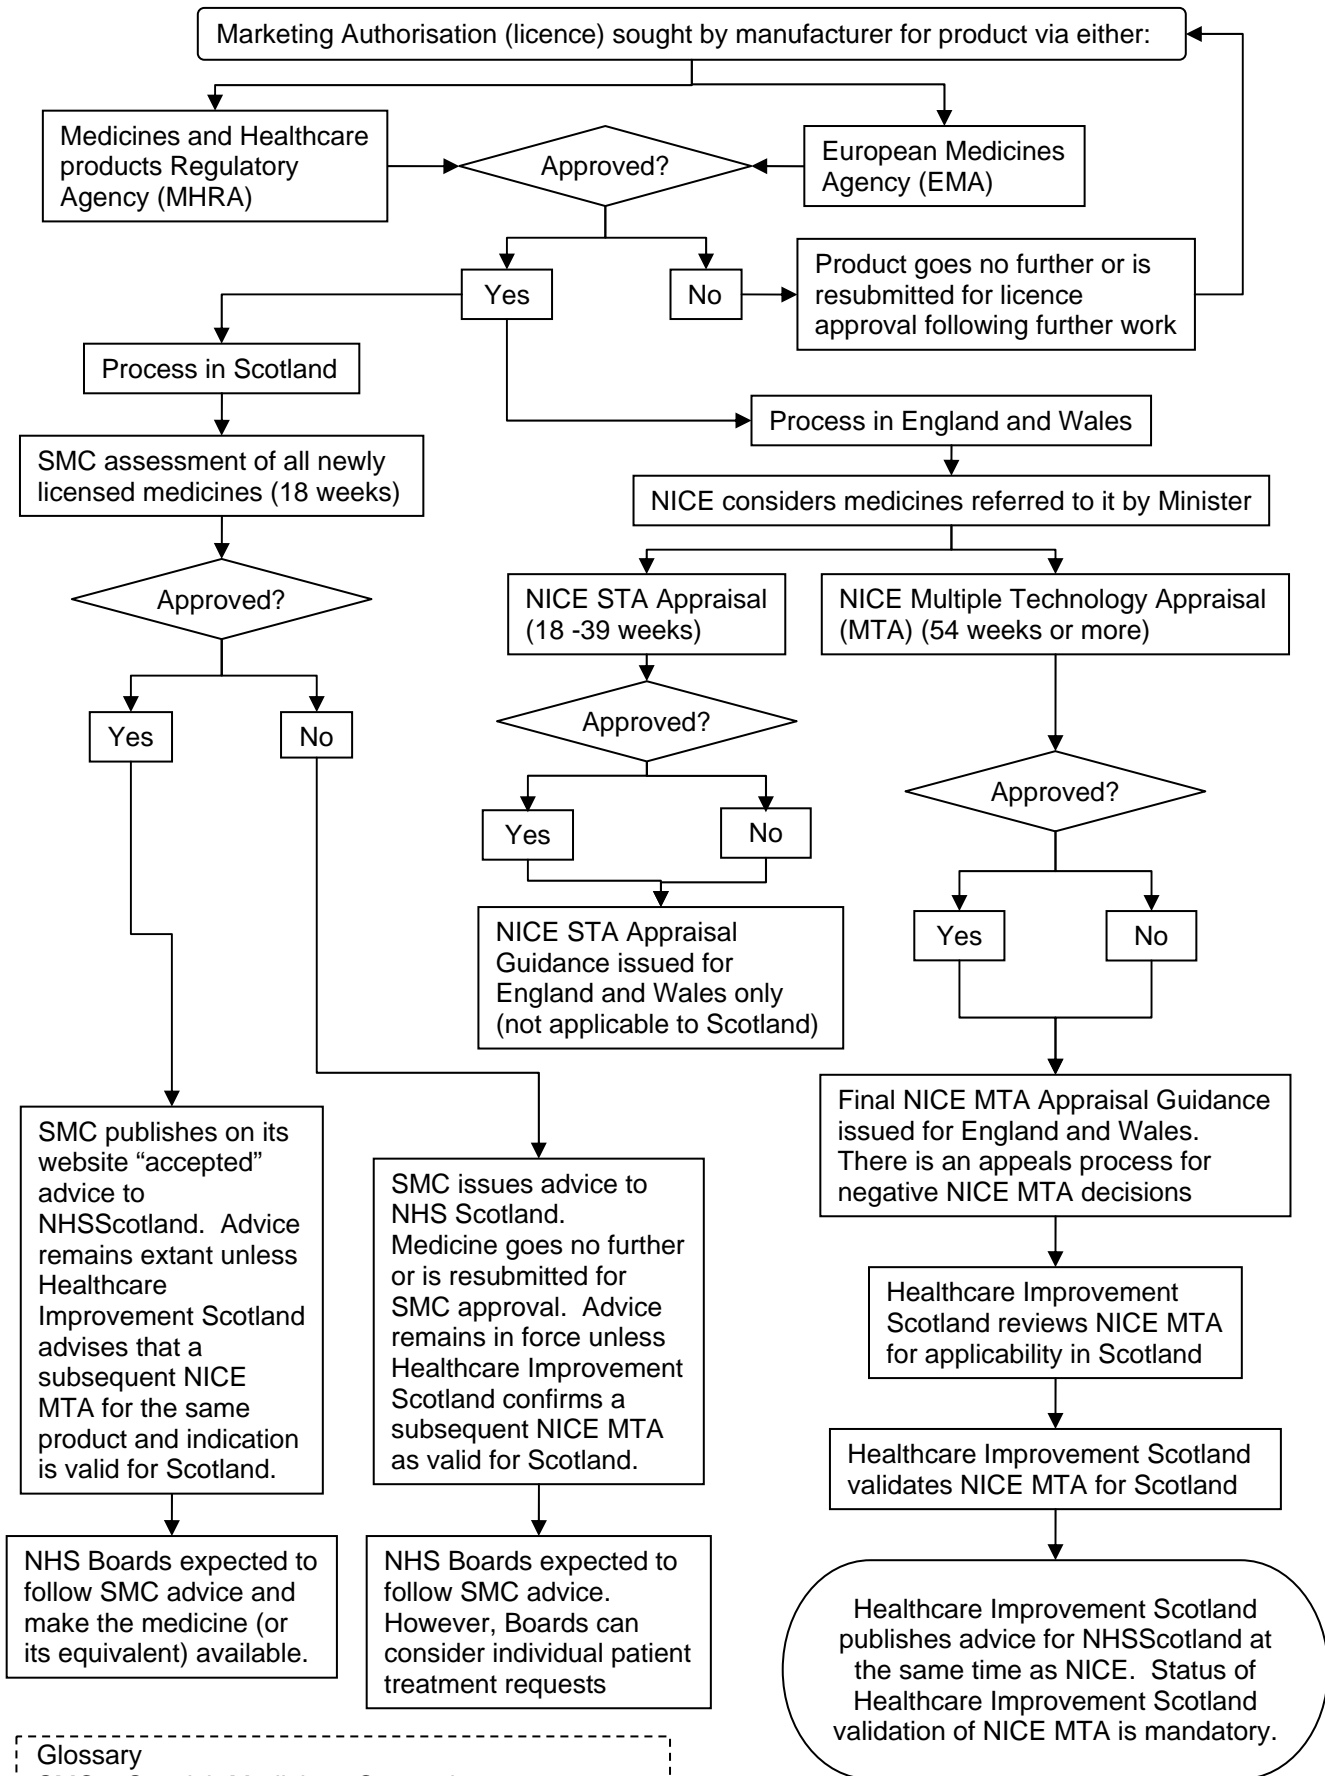 Marketing Authorisation (licence) sought by manufacturer for product via either:
Medicines and Healthcare
products Regulatory
Agency (MHRA)
Approved?
European Medicines
Agency (EMA)
Yes
No
Product goes no further or is
resubmitted for licence
approval following further work
Process in Scotland
Process in England and Wales
SMC assessment of all newly
licensed medicines (18 weeks)
NICE considers medicines referred to it by Minister
Approved?
NICE STA Appraisal
(18 -39 weeks)
NICE Multiple Technology Appraisal
(MTA) (54 weeks or more)
Yes
No
Approved?
Approved?
Yes
No
Yes
No
NICE STA Appraisal
Guidance issued for
England and Wales only
(not applicable to Scotland)
SMC publishes on its
website “accepted”
advice to
NHSScotland.  Advice
remains extant unless
Healthcare
Improvement Scotland
advises that a
subsequent NICE
MTA for the same
product and indication
is valid for Scotland.
SMC issues advice to
NHS Scotland.
Medicine goes no further
or is resubmitted for
SMC approval.  Advice
remains in force unless
Healthcare Improvement
Scotland confirms a
subsequent NICE MTA
as valid for Scotland.
Final NICE MTA Appraisal Guidance
issued for England and Wales.
There is an appeals process for
negative NICE MTA decisions
Healthcare Improvement
Scotland reviews NICE MTA
for applicability in Scotland
Healthcare Improvement Scotland
validates NICE MTA for Scotland
NHS Boards expected to
follow SMC advice and
make the medicine (or
its equivalent) available.
NHS Boards expected to
follow SMC advice.
However, Boards can
consider individual patient
treatment requests
Healthcare Improvement Scotland
publishes advice for NHSScotland at
the same time as NICE.  Status of
Healthcare Improvement Scotland
validation of NICE MTA is mandatory.
Glossary